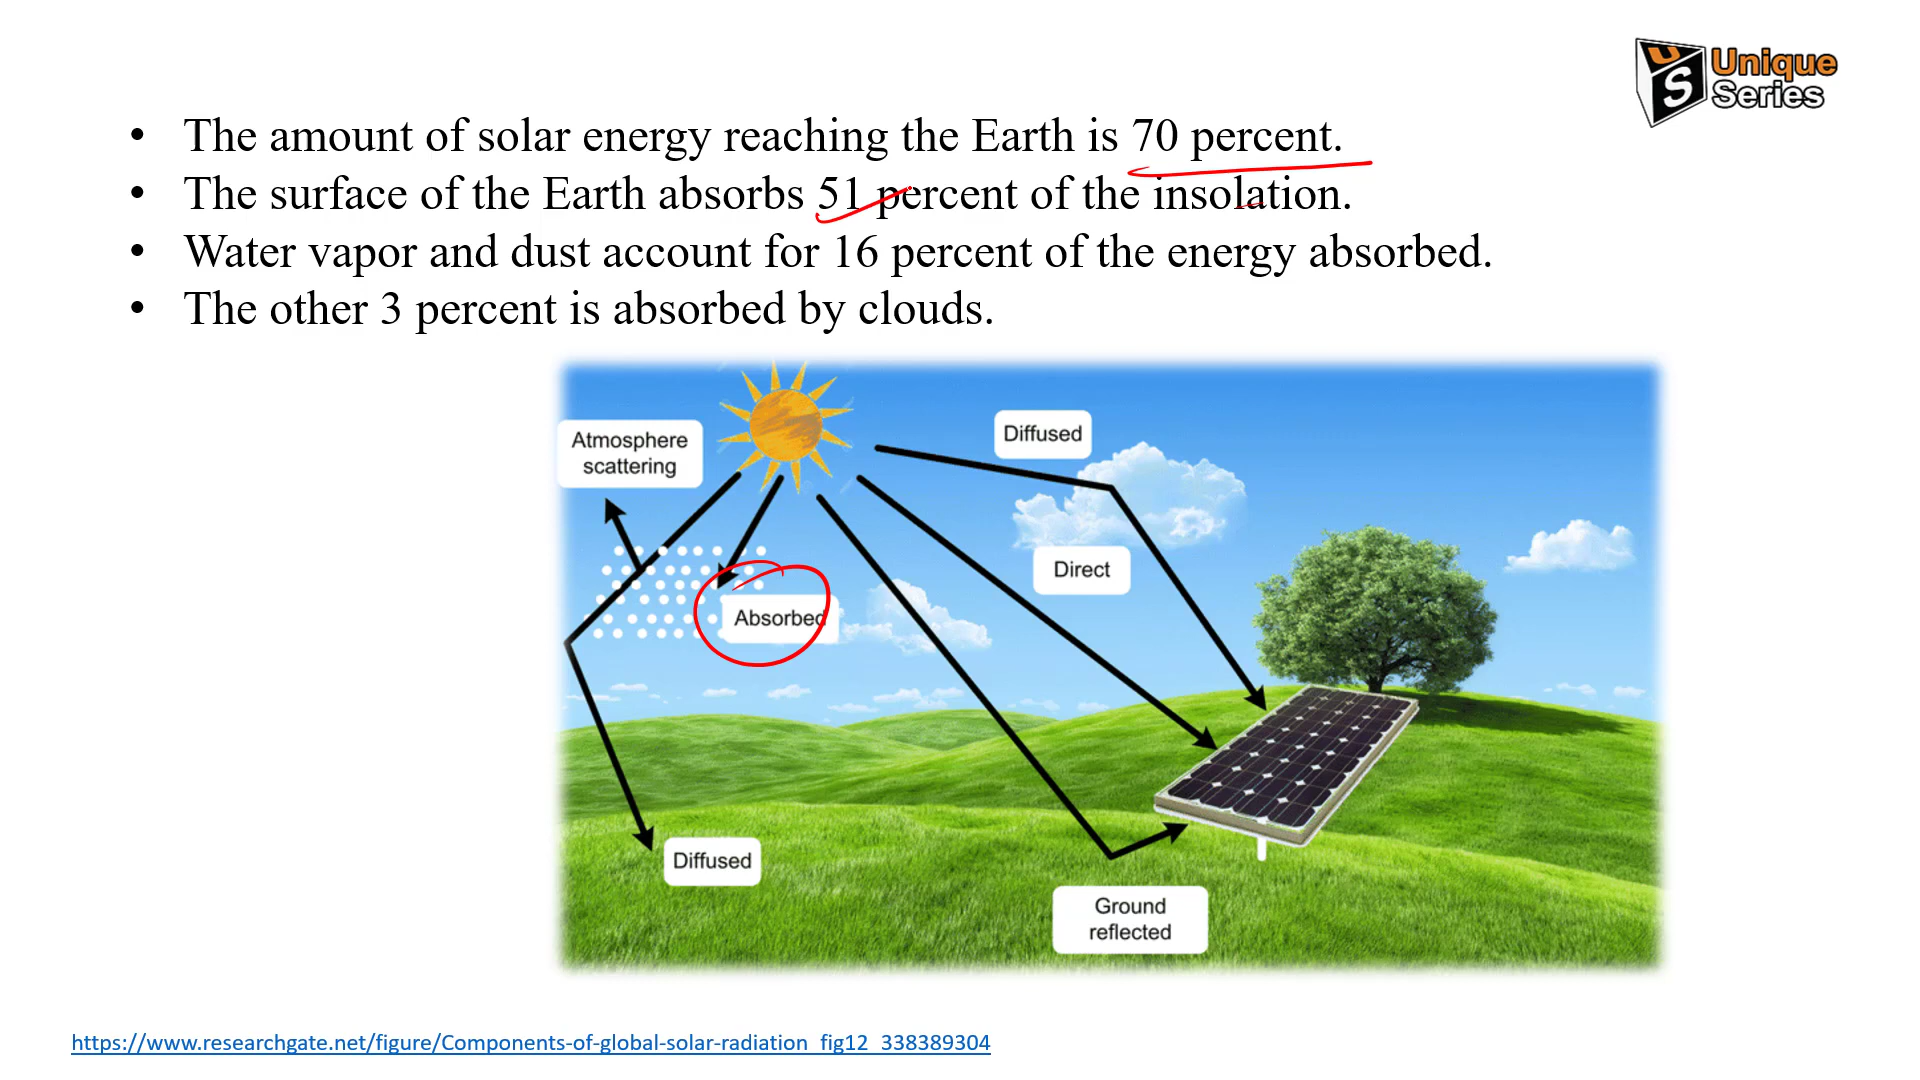 US Unique
Series
• The amount of solar energy reaching the Earth is 70 percent.
• The surface of the Earth absorbs 51 percent of the insolation.
• Water vapor and dust account for 16 percent of the energy absorbed.
• The other 3 percent is absorbed by clouds.
Atmosphere
scattering
Diffused
Direct
Absorbed
Diffused
Ground
reflected
https://www.researchgate.net/figure/Components-of-global-solar-radiation_fig12_338389304